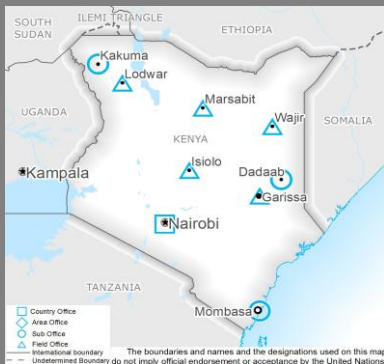 SOUTH
SUDAN
ILEMI TRIANGLE
ETHIOPIA
Kakuma
Lodwar
Marsabit
Wajir
UGANDA
SOMALIA
KENYA
Isiolo
Dadaab
Kampala
Garissa
Nairobi
TANZANIA
Mombasa
Country Office
Area Office
Sub Office
Field Office
International boundary
Undetermined Boundary
The boundaries and names and the designations used on this map
do not imply official endorsement or acceptance by the United Nations